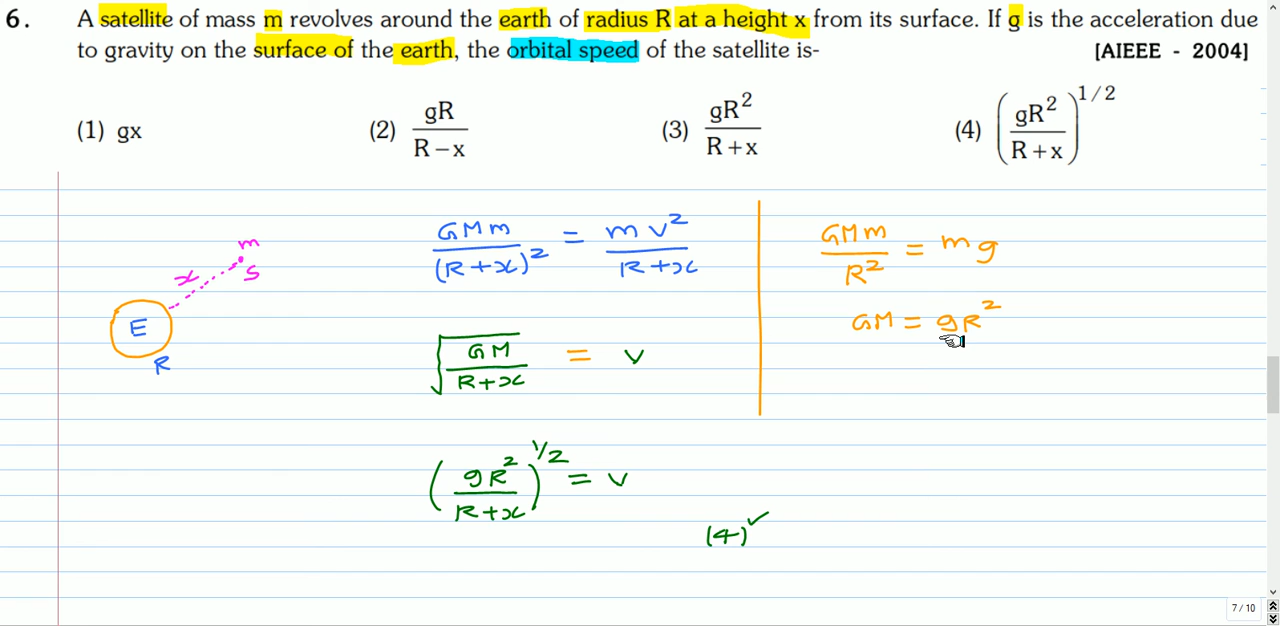 6. A satellite of mass m revolves around the earth of radius R at a height x from its surface. If g is the acceleration due
to gravity on the surface of the earth, the orbital speed of the satellite is- [AIEEE - 2004]
(1) gx (2) gR/(R−x) (3) gR²/(R+x) (4) (gR²/(R+x))^1/2
m
x
S
E
R
GMm/(R+x)² = mv²/(R+x)
√(GM/(R+x)) = v
(gR²/(R+x))^1/2 = v
GMm/R² = mg
GM = gR²
(4) ✓
7 / 10